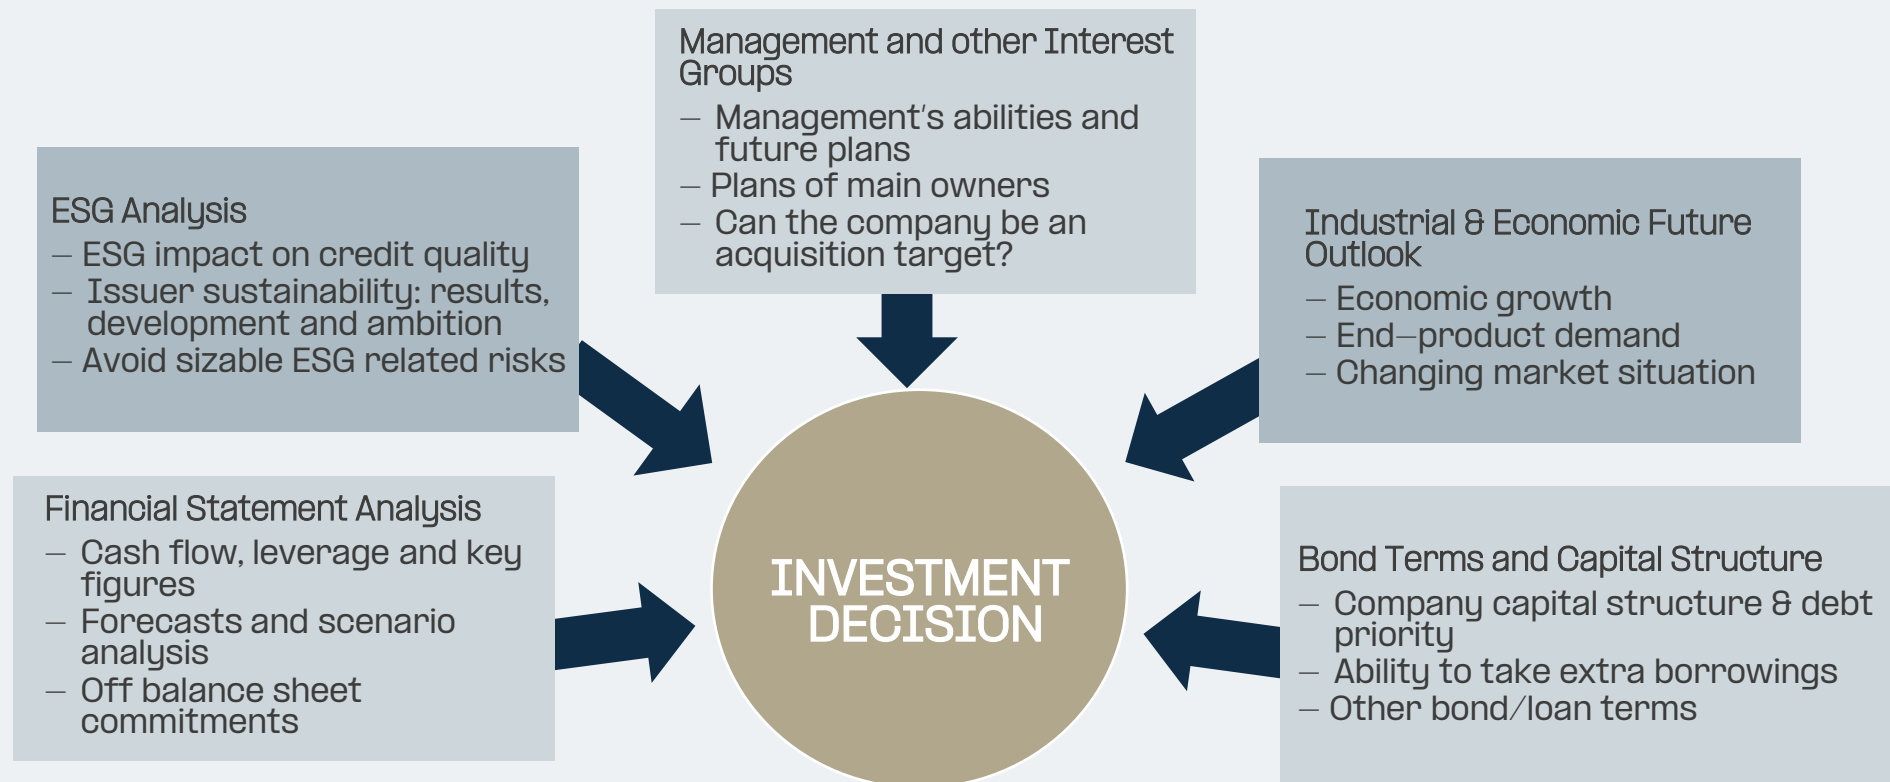 Management and other Interest
Groups
– Management's abilities and
future plans
– Plans of main owners
– Can the company be an
acquisition target?
ESG Analysis
– ESG impact on credit quality
– Issuer sustainability: results,
development and ambition
– Avoid sizable ESG related risks
Industrial & Economic Future
Outlook
– Economic growth
– End–product demand
– Changing market situation
Financial Statement Analysis
– Cash flow, leverage and key
figures
– Forecasts and scenario
analysis
– Off balance sheet
commitments
INVESTMENT
DECISION
Bond Terms and Capital Structure
– Company capital structure & debt
priority
– Ability to take extra borrowings
– Other bond/loan terms